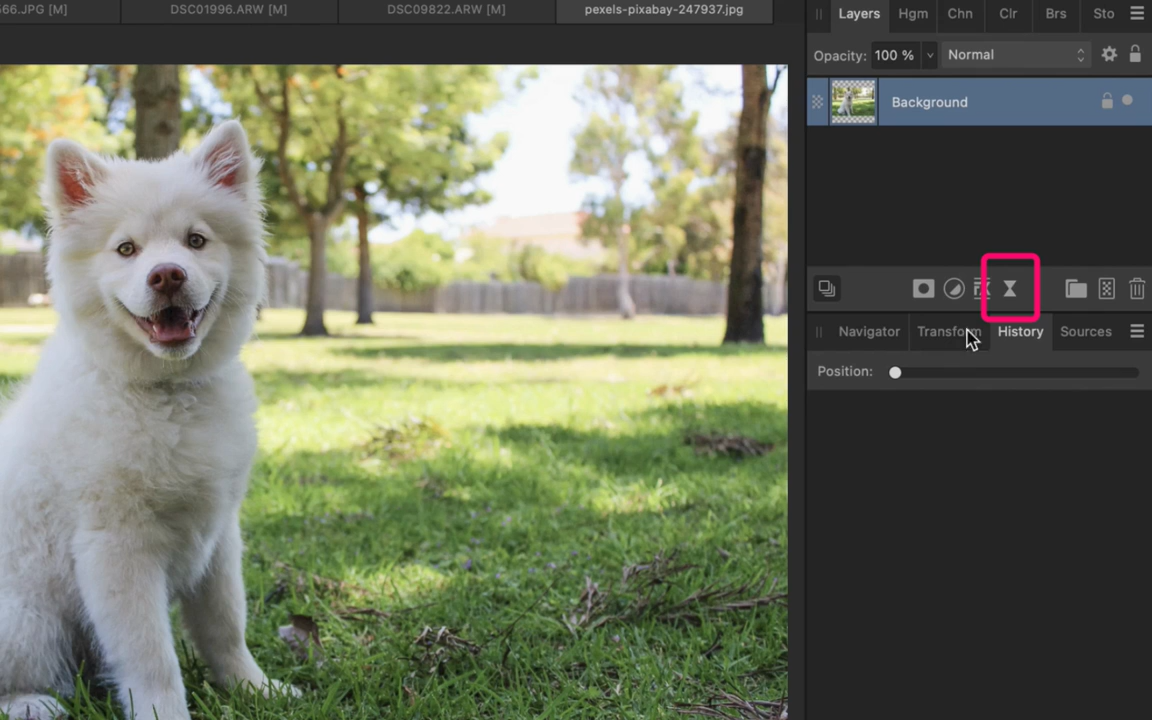 566.JPG [M]
DSC01996.ARW [M]
DSC09822.ARW [M]
pexels-pixabay-247937.jpg
Layers
Hgm
Chn
Clr
Brs
Sto
Opacity:
100 %
Normal
Background
Navigator
Transform
History
Sources
Position: